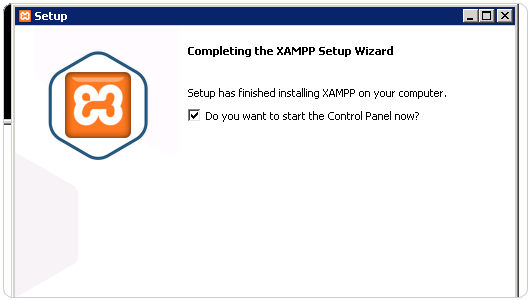 Setup
Completing the XAMPP Setup Wizard
Setup has finished installing XAMPP on your computer.
Do you want to start the Control Panel now?